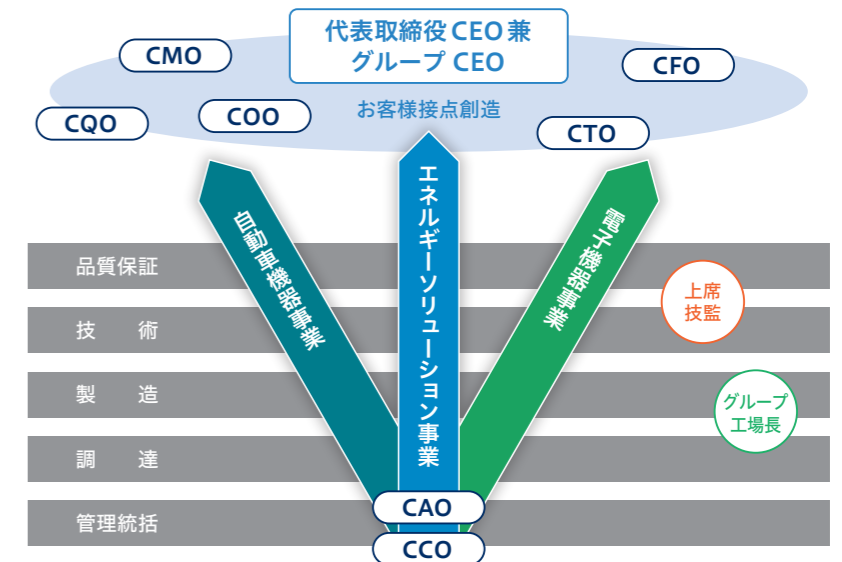 代表取締役CEO兼
グループ CEO
CMO
CFO
CQO
COO
お客様接点創造
CTO
自動車機器事業
エネルギーソリューション事業
電子機器事業
品質保証
上席
技監
技　術
製　造
グループ
工場長
調　達
管理統括
CAO
CCO